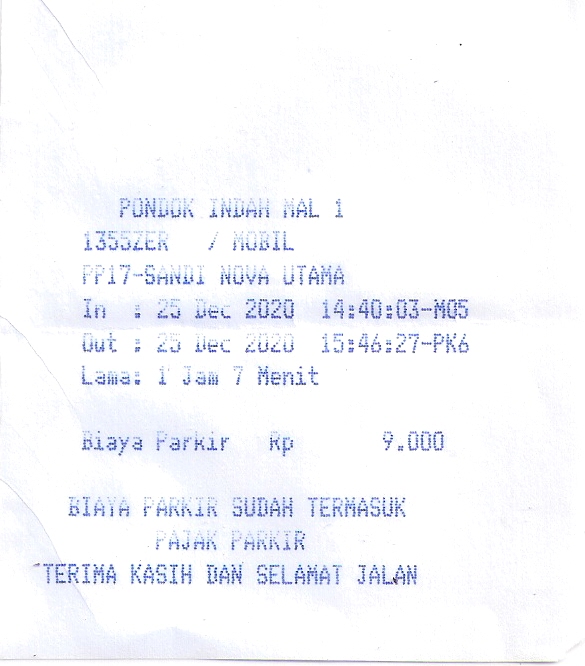 PONDOK INDAH MAL 1
1355ZER / MOBIL
PP17-SANDI NOVA UTAMA
In : 25 Dec 2020 14:40:03-M05
Out : 25 Dec 2020 15:46:27-PK6
Lama: 1 Jam 7 Menit
Biaya Parkir Rp 9.000
BIAYA PARKIR SUDAH TERMASUK
PAJAK PARKIR
TERIMA KASIH DAN SELAMAT JALAN